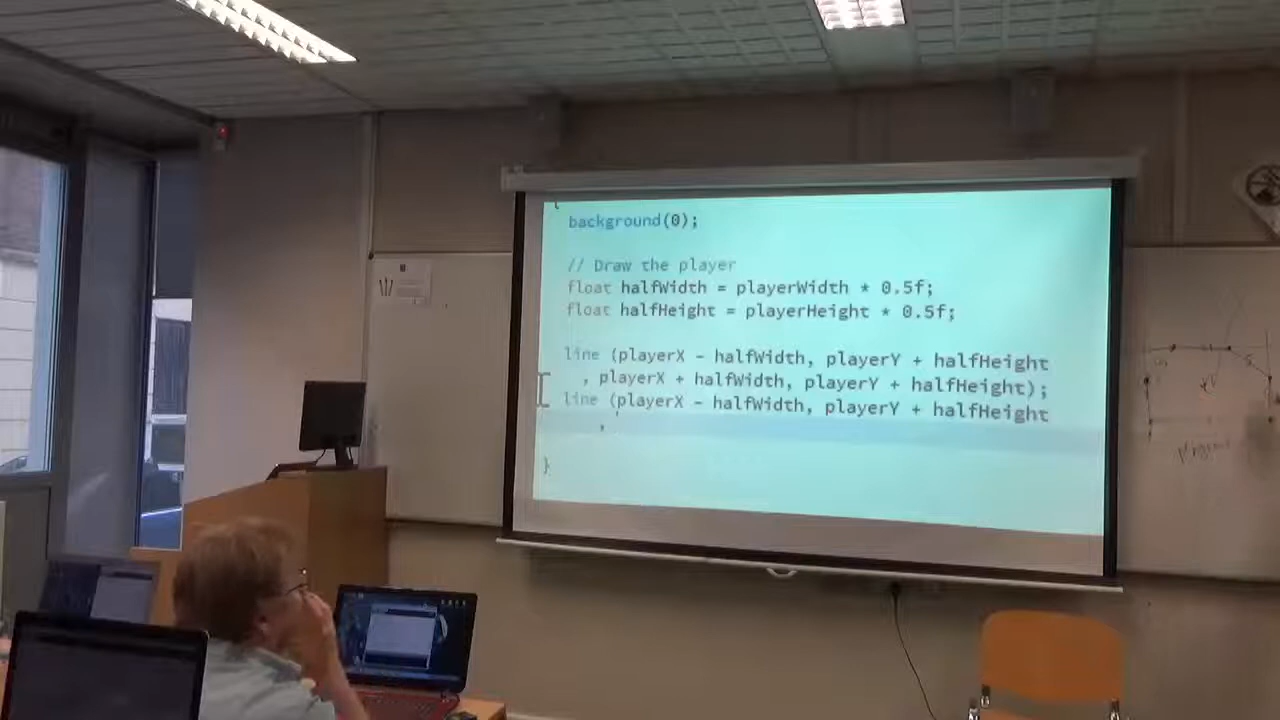 {
background(0);
// Draw the player
float halfWidth = playerWidth * 0.5f;
float halfHeight = playerHeight * 0.5f;
line (playerX - halfWidth, playerY + halfHeight
, playerX + halfWidth, playerY + halfHeight);
line (playerX - halfWidth, playerY + halfHeight
,
}